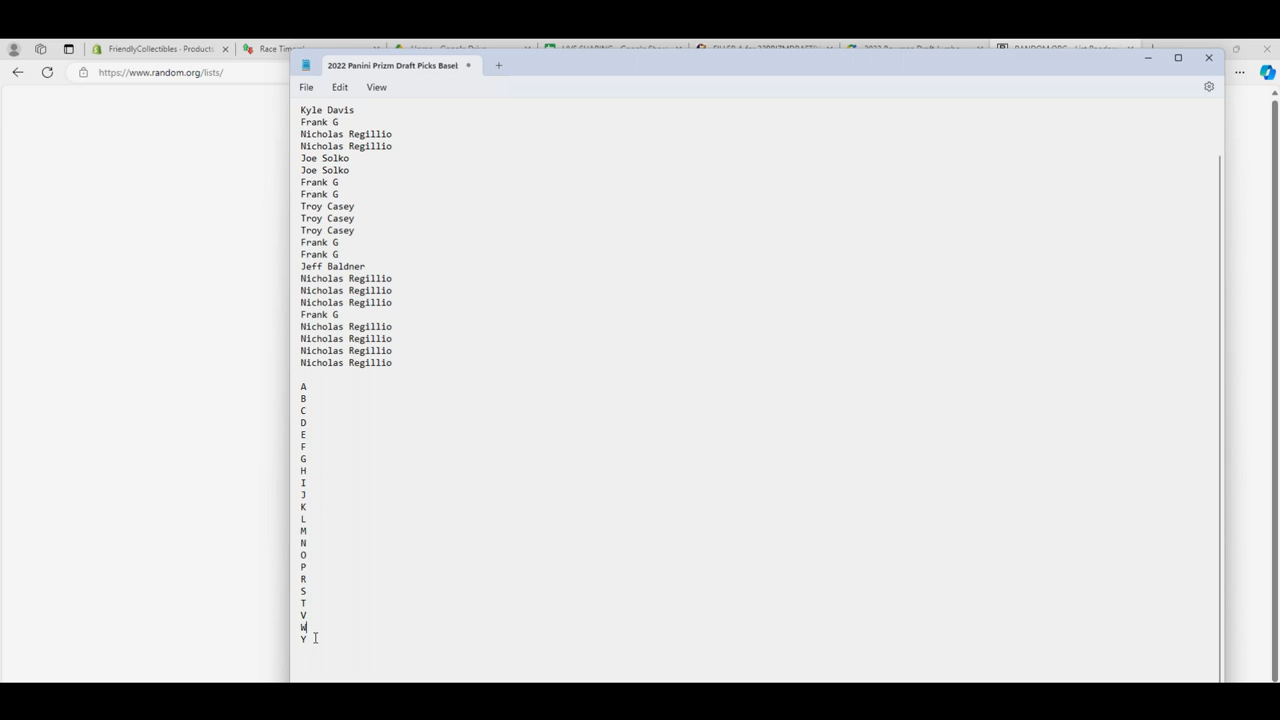 FriendlyCollectibles · Products
Race Timer
https://www.random.org/lists/
2022 Panini Prizm Draft Picks Basel
File Edit View
Kyle Davis
Frank G
Nicholas Regillio
Nicholas Regillio
Joe Solko
Joe Solko
Frank G
Frank G
Troy Casey
Troy Casey
Troy Casey
Frank G
Frank G
Jeff Baldner
Nicholas Regillio
Nicholas Regillio
Nicholas Regillio
Frank G
Nicholas Regillio
Nicholas Regillio
Nicholas Regillio
Nicholas Regillio
A
B
C
D
E
F
G
H
I
J
K
L
M
N
O
P
R
S
T
V
W
Y